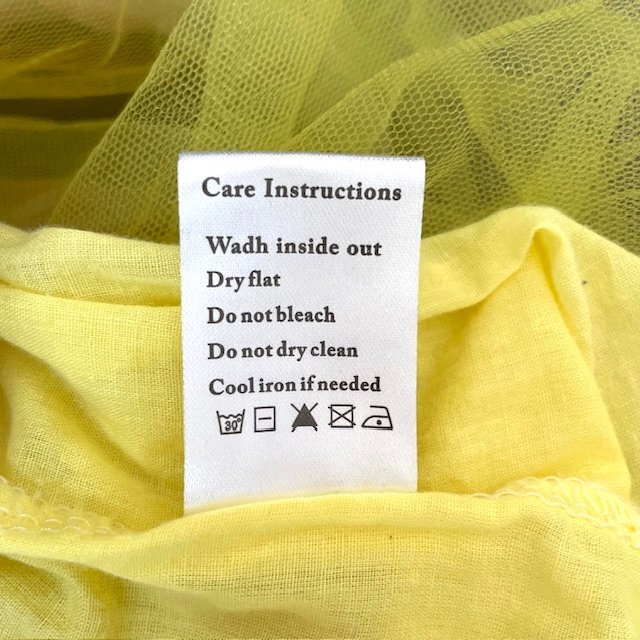 Care Instructions
Wadh inside out
Dry flat
Do not bleach
Do not dry clean
Cool iron if needed
30°